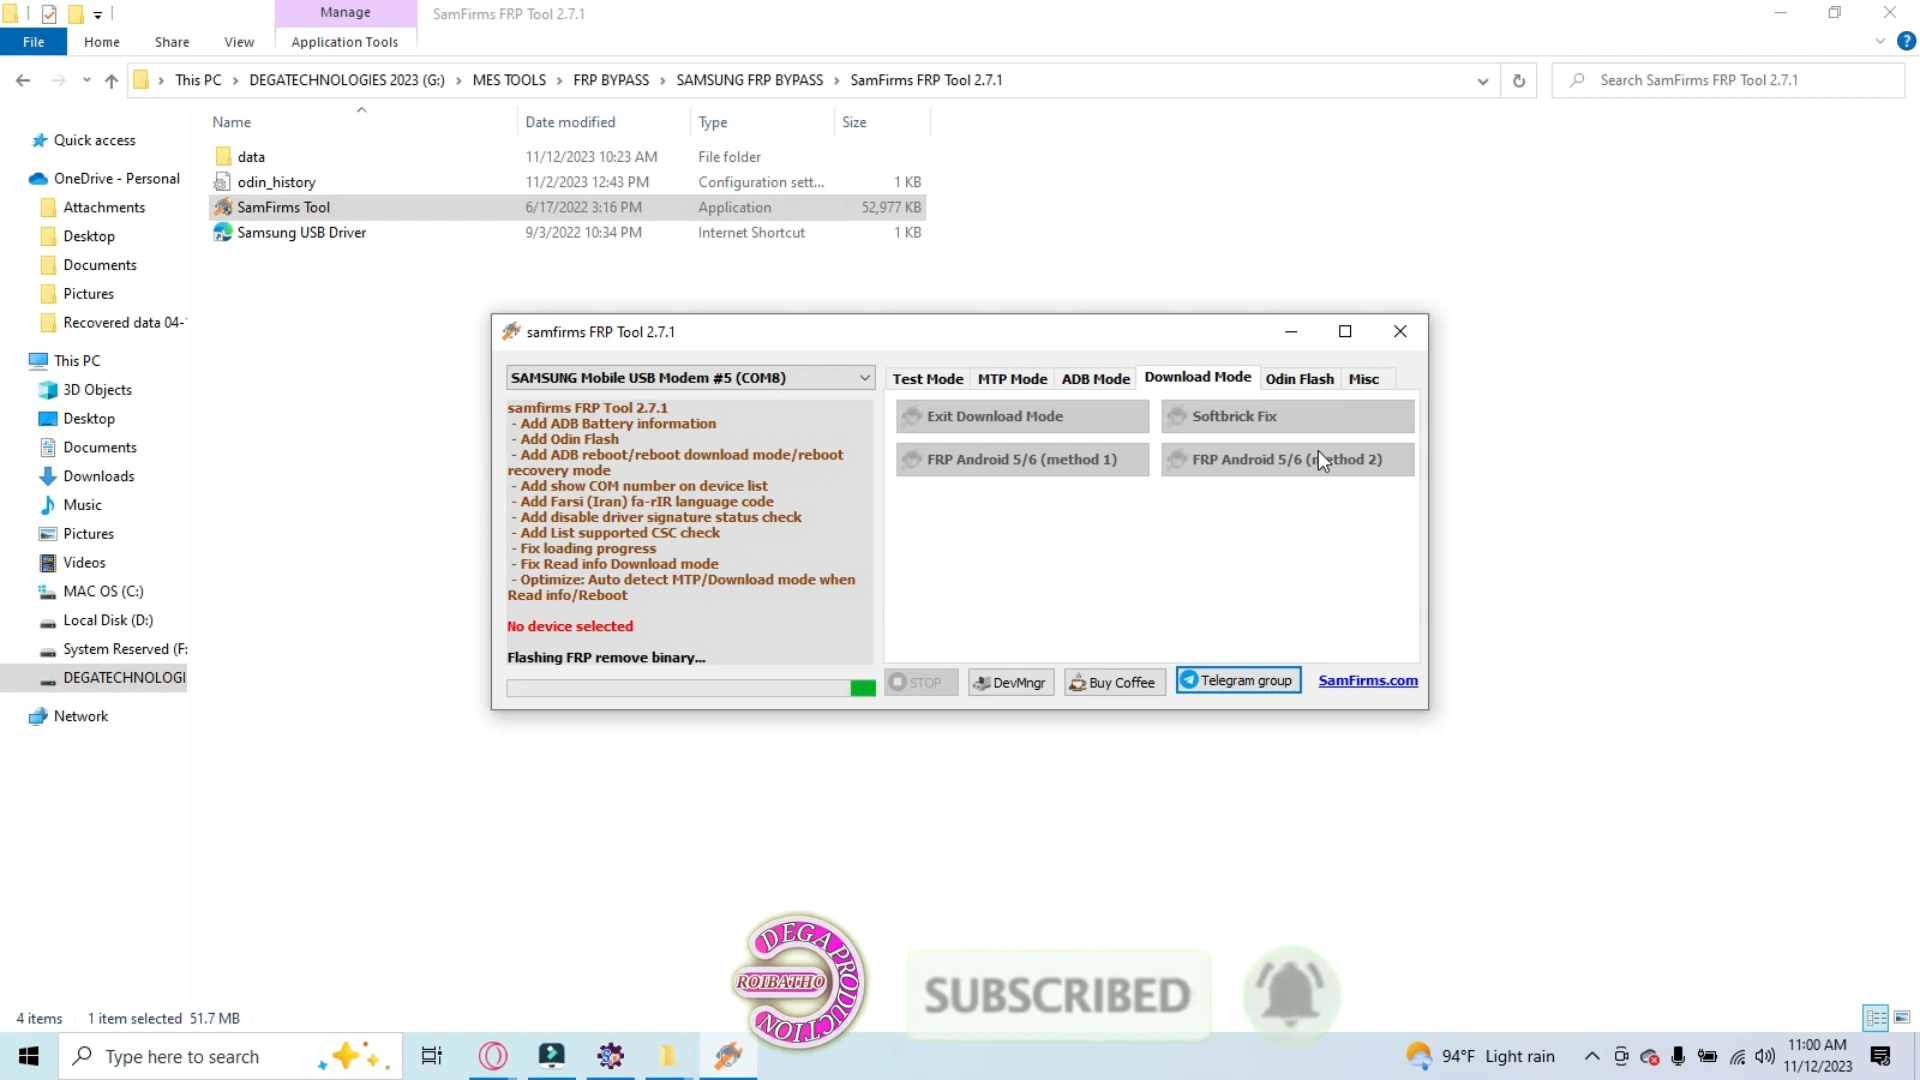 Manage
SamFirms FRP Tool 2.7.1
File
Home
Share
View
Application Tools
This PC
DEGATECHNOLOGIES 2023 (G:)
MES TOOLS
FRP BYPASS
SAMSUNG FRP BYPASS
SamFirms FRP Tool 2.7.1
Search SamFirms FRP Tool 2.7.1
Name
Date modified
Type
Size
data
11/12/2023 10:23 AM
File folder
odin_history
11/2/2023 12:43 PM
Configuration sett...
1 KB
SamFirms Tool
6/17/2022 3:16 PM
Application
52,977 KB
Samsung USB Driver
9/3/2022 10:34 PM
Internet Shortcut
1 KB
Quick access
OneDrive - Personal
Attachments
Desktop
Documents
Pictures
Recovered data 04-
This PC
3D Objects
Desktop
Documents
Downloads
Music
Pictures
Videos
MAC OS (C:)
Local Disk (D:)
System Reserved (F:
DEGATECHNOLOGI
Network
samfirms FRP Tool 2.7.1
SAMSUNG Mobile USB Modem #5 (COM8)
samfirms FRP Tool 2.7.1
- Add ADB Battery information
- Add Odin Flash
- Add ADB reboot/reboot download mode/reboot
recovery mode
- Add show COM number on device list
- Add Farsi (Iran) fa-rIR language code
- Add disable driver signature status check
- Add List supported CSC check
- Fix loading progress
- Fix Read info Download mode
- Optimize: Auto detect MTP/Download mode when
Read info/Reboot
No device selected
Flashing FRP remove binary...
Test Mode
MTP Mode
ADB Mode
Download Mode
Odin Flash
Misc
Exit Download Mode
Softbrick Fix
FRP Android 5/6 (method 1)
FRP Android 5/6 (method 2)
STOP
DevMngr
Buy Coffee
Telegram group
SamFirms.com
DEGA PRODUCTION
ROIBATHO
SUBSCRIBED
4 items
1 item selected 51.7 MB
Type here to search
94°F Light rain
11:00 AM
11/12/2023